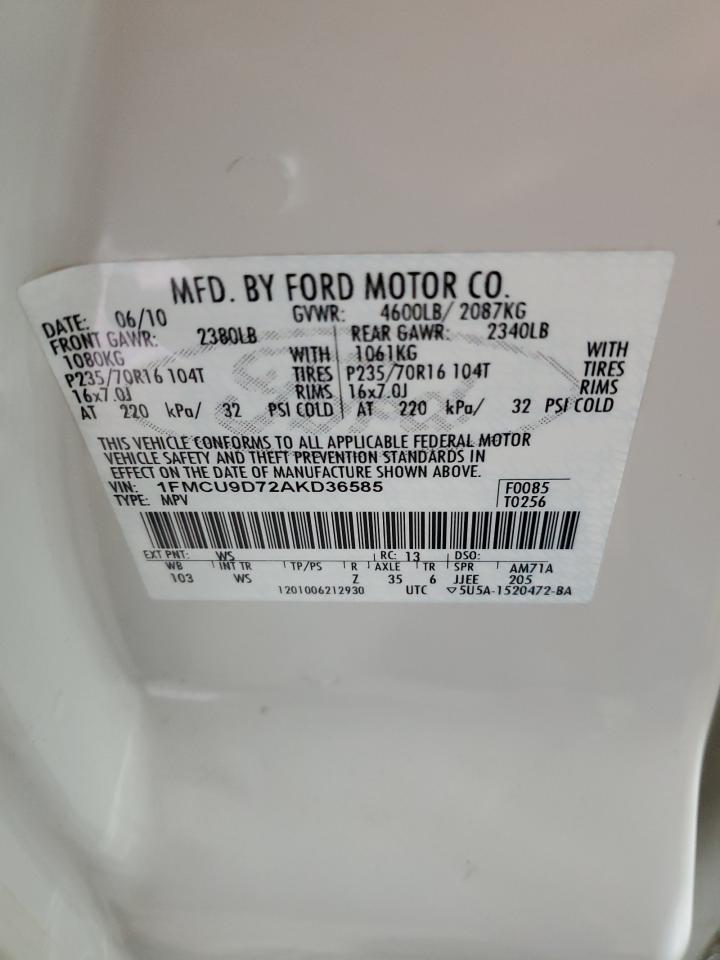 MFD. BY FORD MOTOR CO.
DATE: 06/10 GVWR: 4600LB/ 2087KG
FRONT GAWR: 2380LB REAR GAWR: 2340LB
1080KG WITH 1061KG WITH
P235/70R16 104T TIRES P235/70R16 104T TIRES
16x7.0J RIMS 16x7.0J RIMS
AT 220 kPa/ 32 PSI COLD AT 220 kPa/ 32 PSI COLD
THIS VEHICLE CONFORMS TO ALL APPLICABLE FEDERAL MOTOR
VEHICLE SAFETY AND THEFT PREVENTION STANDARDS IN
EFFECT ON THE DATE OF MANUFACTURE SHOWN ABOVE.
VIN: 1FMCU9D72AKD36585 F0085
TYPE: MPV T0256
EXT PNT: WS RC: 13 DSO:
WB INT TR TP/PS R AXLE TR SPR AM71A
103 WS Z 35 6 JJEE 205
1201006212930 UTC ▽5U5A-1520472-BA
Ford